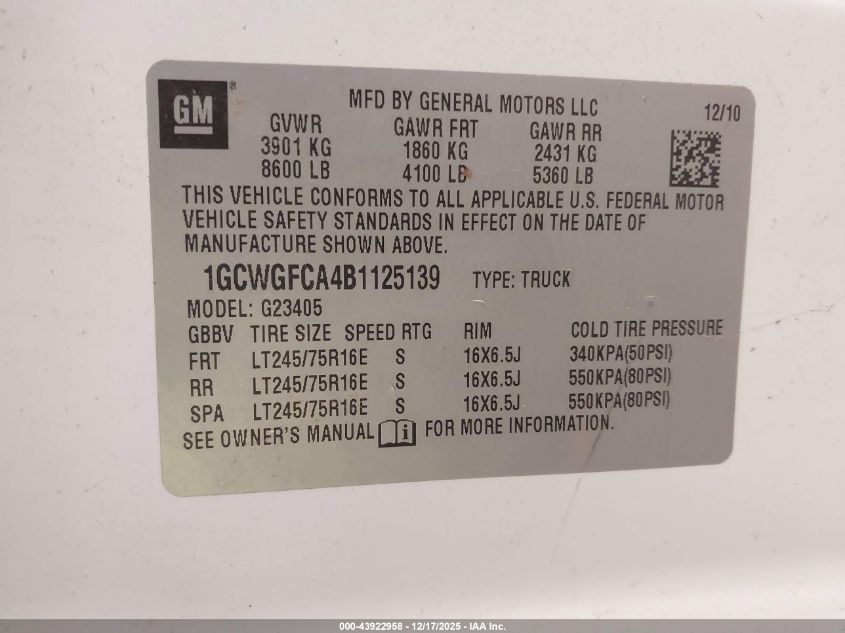 GM®
MFD BY GENERAL MOTORS LLC
12/10
GVWR GAWR FRT GAWR RR
3901 KG 1860 KG 2431 KG
8600 LB 4100 LB 5360 LB
THIS VEHICLE CONFORMS TO ALL APPLICABLE U.S. FEDERAL MOTOR
VEHICLE SAFETY STANDARDS IN EFFECT ON THE DATE OF
MANUFACTURE SHOWN ABOVE.
1GCWGFCA4B1125139 TYPE: TRUCK
MODEL: G23405
GBBV TIRE SIZE SPEED RTG RIM COLD TIRE PRESSURE
FRT LT245/75R16E S 16X6.5J 340KPA(50PSI)
RR LT245/75R16E S 16X6.5J 550KPA(80PSI)
SPA LT245/75R16E S 16X6.5J 550KPA(80PSI)
SEE OWNER'S MANUAL i FOR MORE INFORMATION.
000-43922958 - 12/17/2025 - IAA Inc.